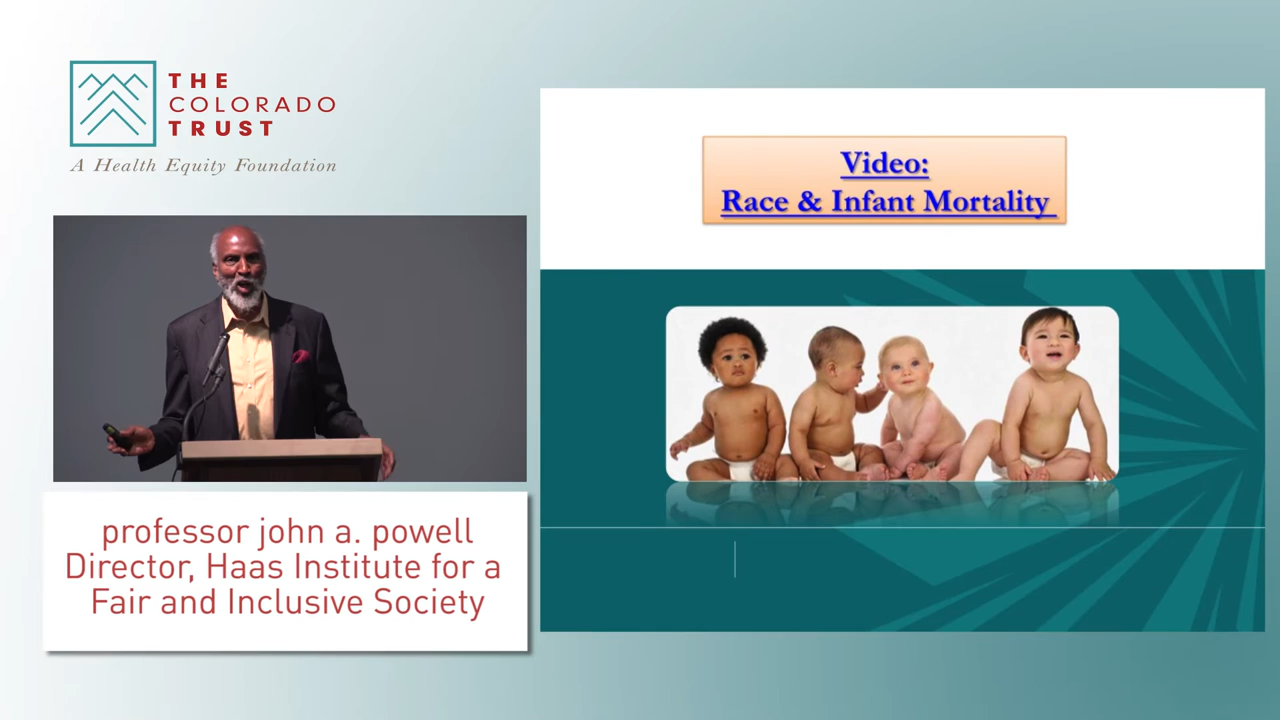 THE
COLORADO
TRUST
A Health Equity Foundation
professor john a. powell
Director, Haas Institute for a
Fair and Inclusive Society
Video:
Race & Infant Mortality